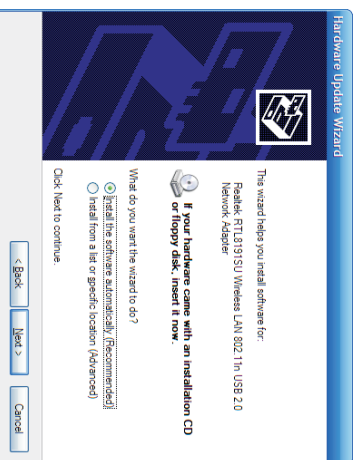 Hardware Update Wizard
This wizard helps you install software for:
Realtek RTL8191SU Wireless LAN 802.11n USB 2.0
Network Adapter
If your hardware came with an installation CD
or floppy disk, insert it now.
What do you want the wizard to do?
Install the software automatically (Recommended)
Install from a list or specific location (Advanced)
Click Next to continue.
< Back
Next >
Cancel